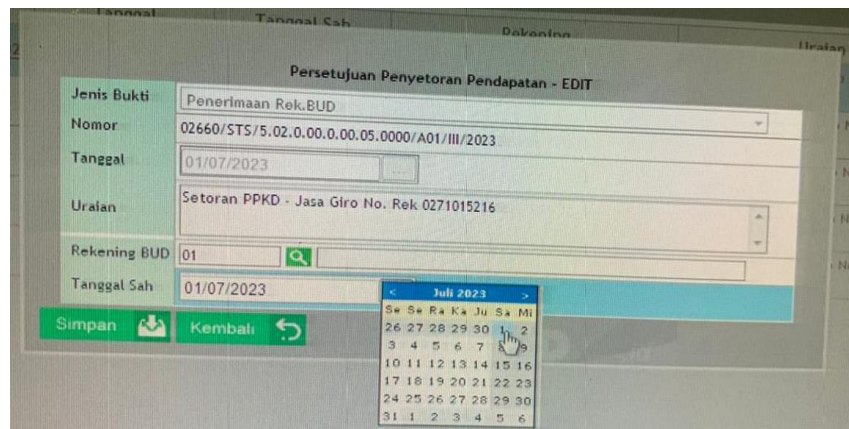 Tanggal Tanggal Sah Rekening Uraian
Persetujuan Penyetoran Pendapatan - EDIT
Jenis Bukti Penerimaan Rek.BUD
Nomor 02660/STS/5.02.0.00.0.00.05.0000/A01/III/2023
Tanggal 01/07/2023 ...
Uraian Setoran PPKD - Jasa Giro No. Rek 0271015216
Rekening BUD 01
Tanggal Sah 01/07/2023
< Juli 2023 >
Se Se Ra Ka Ju Sa Mi
26 27 28 29 30 1 2
3 4 5 6 7 8 9
10 11 12 13 14 15 16
17 18 19 20 21 22 23
24 25 26 27 28 29 30
31 1 2 3 4 5 6
Simpan Kembali